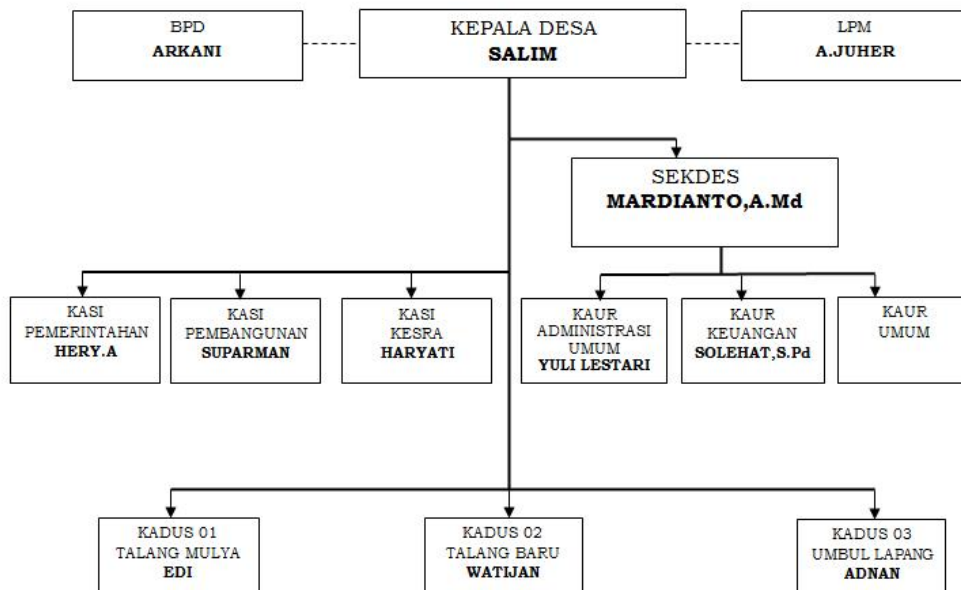 BPD
ARKANI
KEPALA DESA
SALIM
LPM
A.JUHER
SEKDES
MARDIANTO,A.Md
KASI
PEMERINTAHAN
HERY.A
KASI
PEMBANGUNAN
SUPARMAN
KASI
KESRA
HARYATI
KAUR
ADMINISTRASI
UMUM
YULI LESTARI
KAUR
KEUANGAN
SOLEHAT,S.Pd
KAUR
UMUM
KADUS 01
TALANG MULYA
EDI
KADUS 02
TALANG BARU
WATIJAN
KADUS 03
UMBUL LAPANG
ADNAN